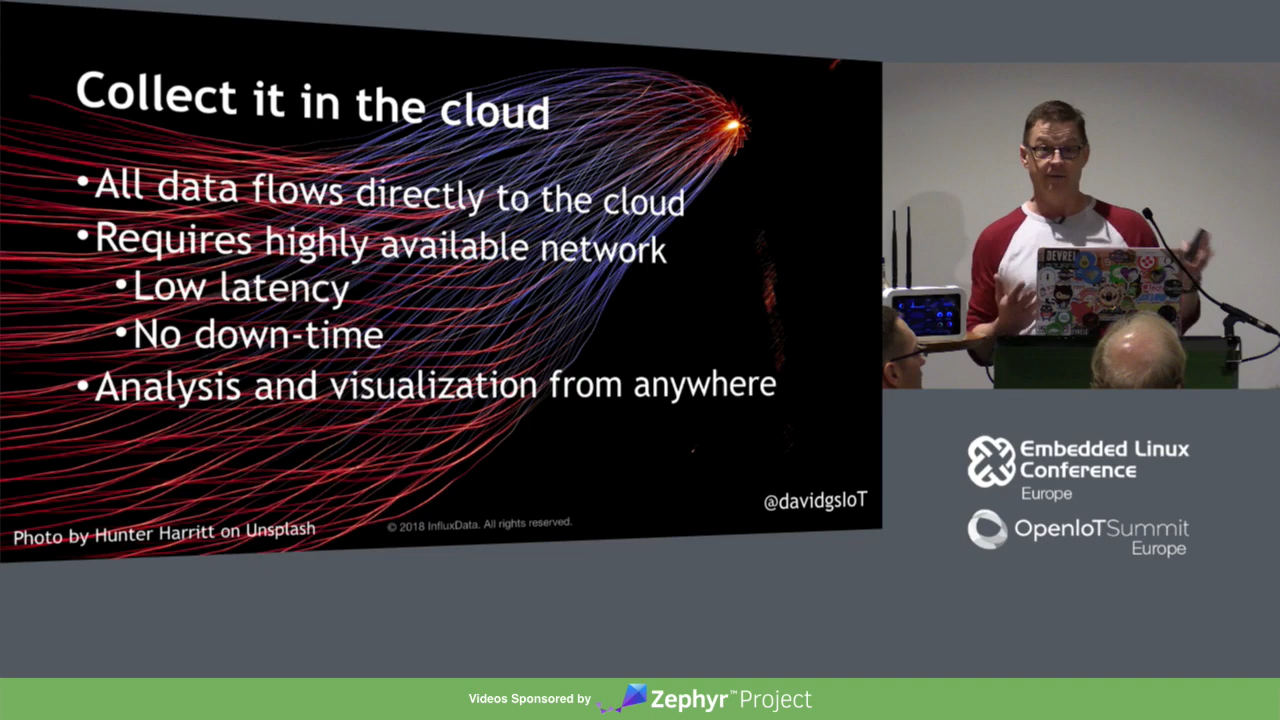 Collect it in the cloud
•All data flows directly to the cloud
•Requires highly available network
•Low latency
•No down-time
•Analysis and visualization from anywhere
@davidgsIoT
Photo by Hunter Harritt on Unsplash
© 2018 InfluxData. All rights reserved.
DEVREL
Embedded Linux
Conference
Europe
OpenIoTSummit
Europe
Videos Sponsored by Zephyr™Project